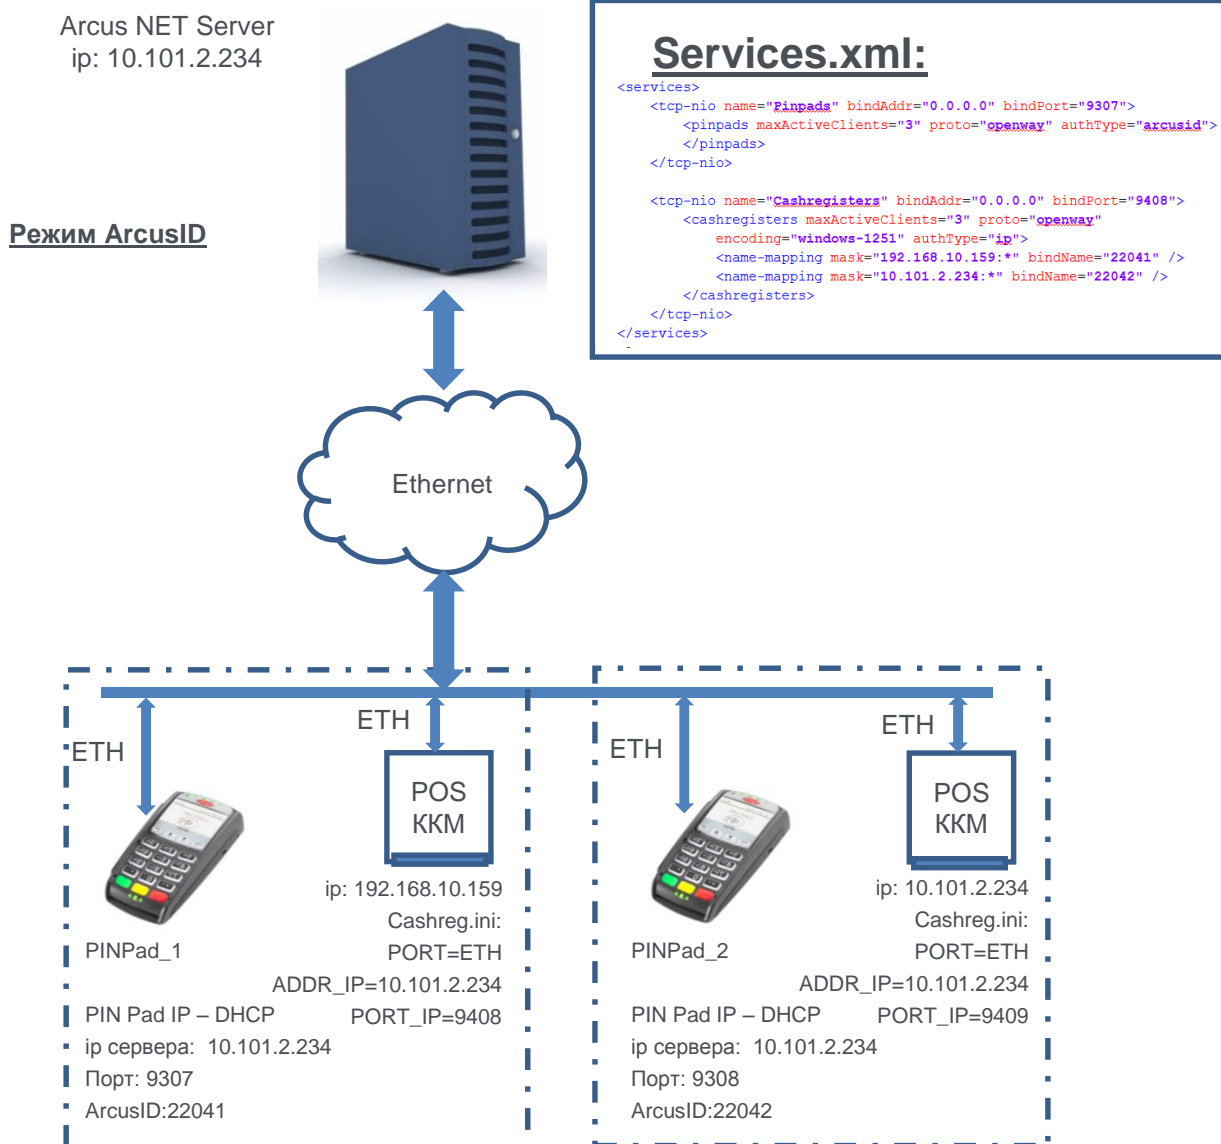 Arcus NET Server
ip: 10.101.2.234
Режим ArcusID
Services.xml:
<services>
<tcp-nio name="Pinpads" bindAddr="0.0.0.0" bindPort="9307">
<pinpads maxActiveClients="3" proto="openway" authType="arcusid">
</pinpads>
</tcp-nio>
<tcp-nio name="Cashregisters" bindAddr="0.0.0.0" bindPort="9408">
<cashregisters maxActiveClients="3" proto="openway"
encoding="windows-1251" authType="ip">
<name-mapping mask="192.168.10.159:*" bindName="22041" />
<name-mapping mask="10.101.2.234:*" bindName="22042" />
</cashregisters>
</tcp-nio>
</services>
Ethernet
ETH
ETH
POS
ККМ
ip: 192.168.10.159
Cashreg.ini:
PORT=ETH
ADDR_IP=10.101.2.234
PORT_IP=9408
PINPad_1
PIN Pad IP – DHCP
ip сервера: 10.101.2.234
Порт: 9307
ArcusID:22041
ETH
ETH
POS
ККМ
ip: 10.101.2.234
Cashreg.ini:
PORT=ETH
ADDR_IP=10.101.2.234
PORT_IP=9409
PINPad_2
PIN Pad IP – DHCP
ip сервера: 10.101.2.234
Порт: 9308
ArcusID:22042